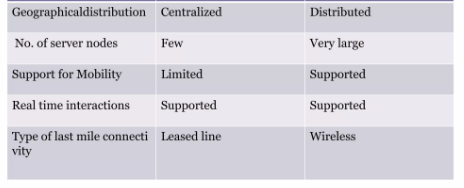 Geographicaldistribution Centralized Distributed
No. of server nodes Few Very large
Support for Mobility Limited Supported
Real time interactions Supported Supported
Type of last mile connecti Leased line Wireless
vity